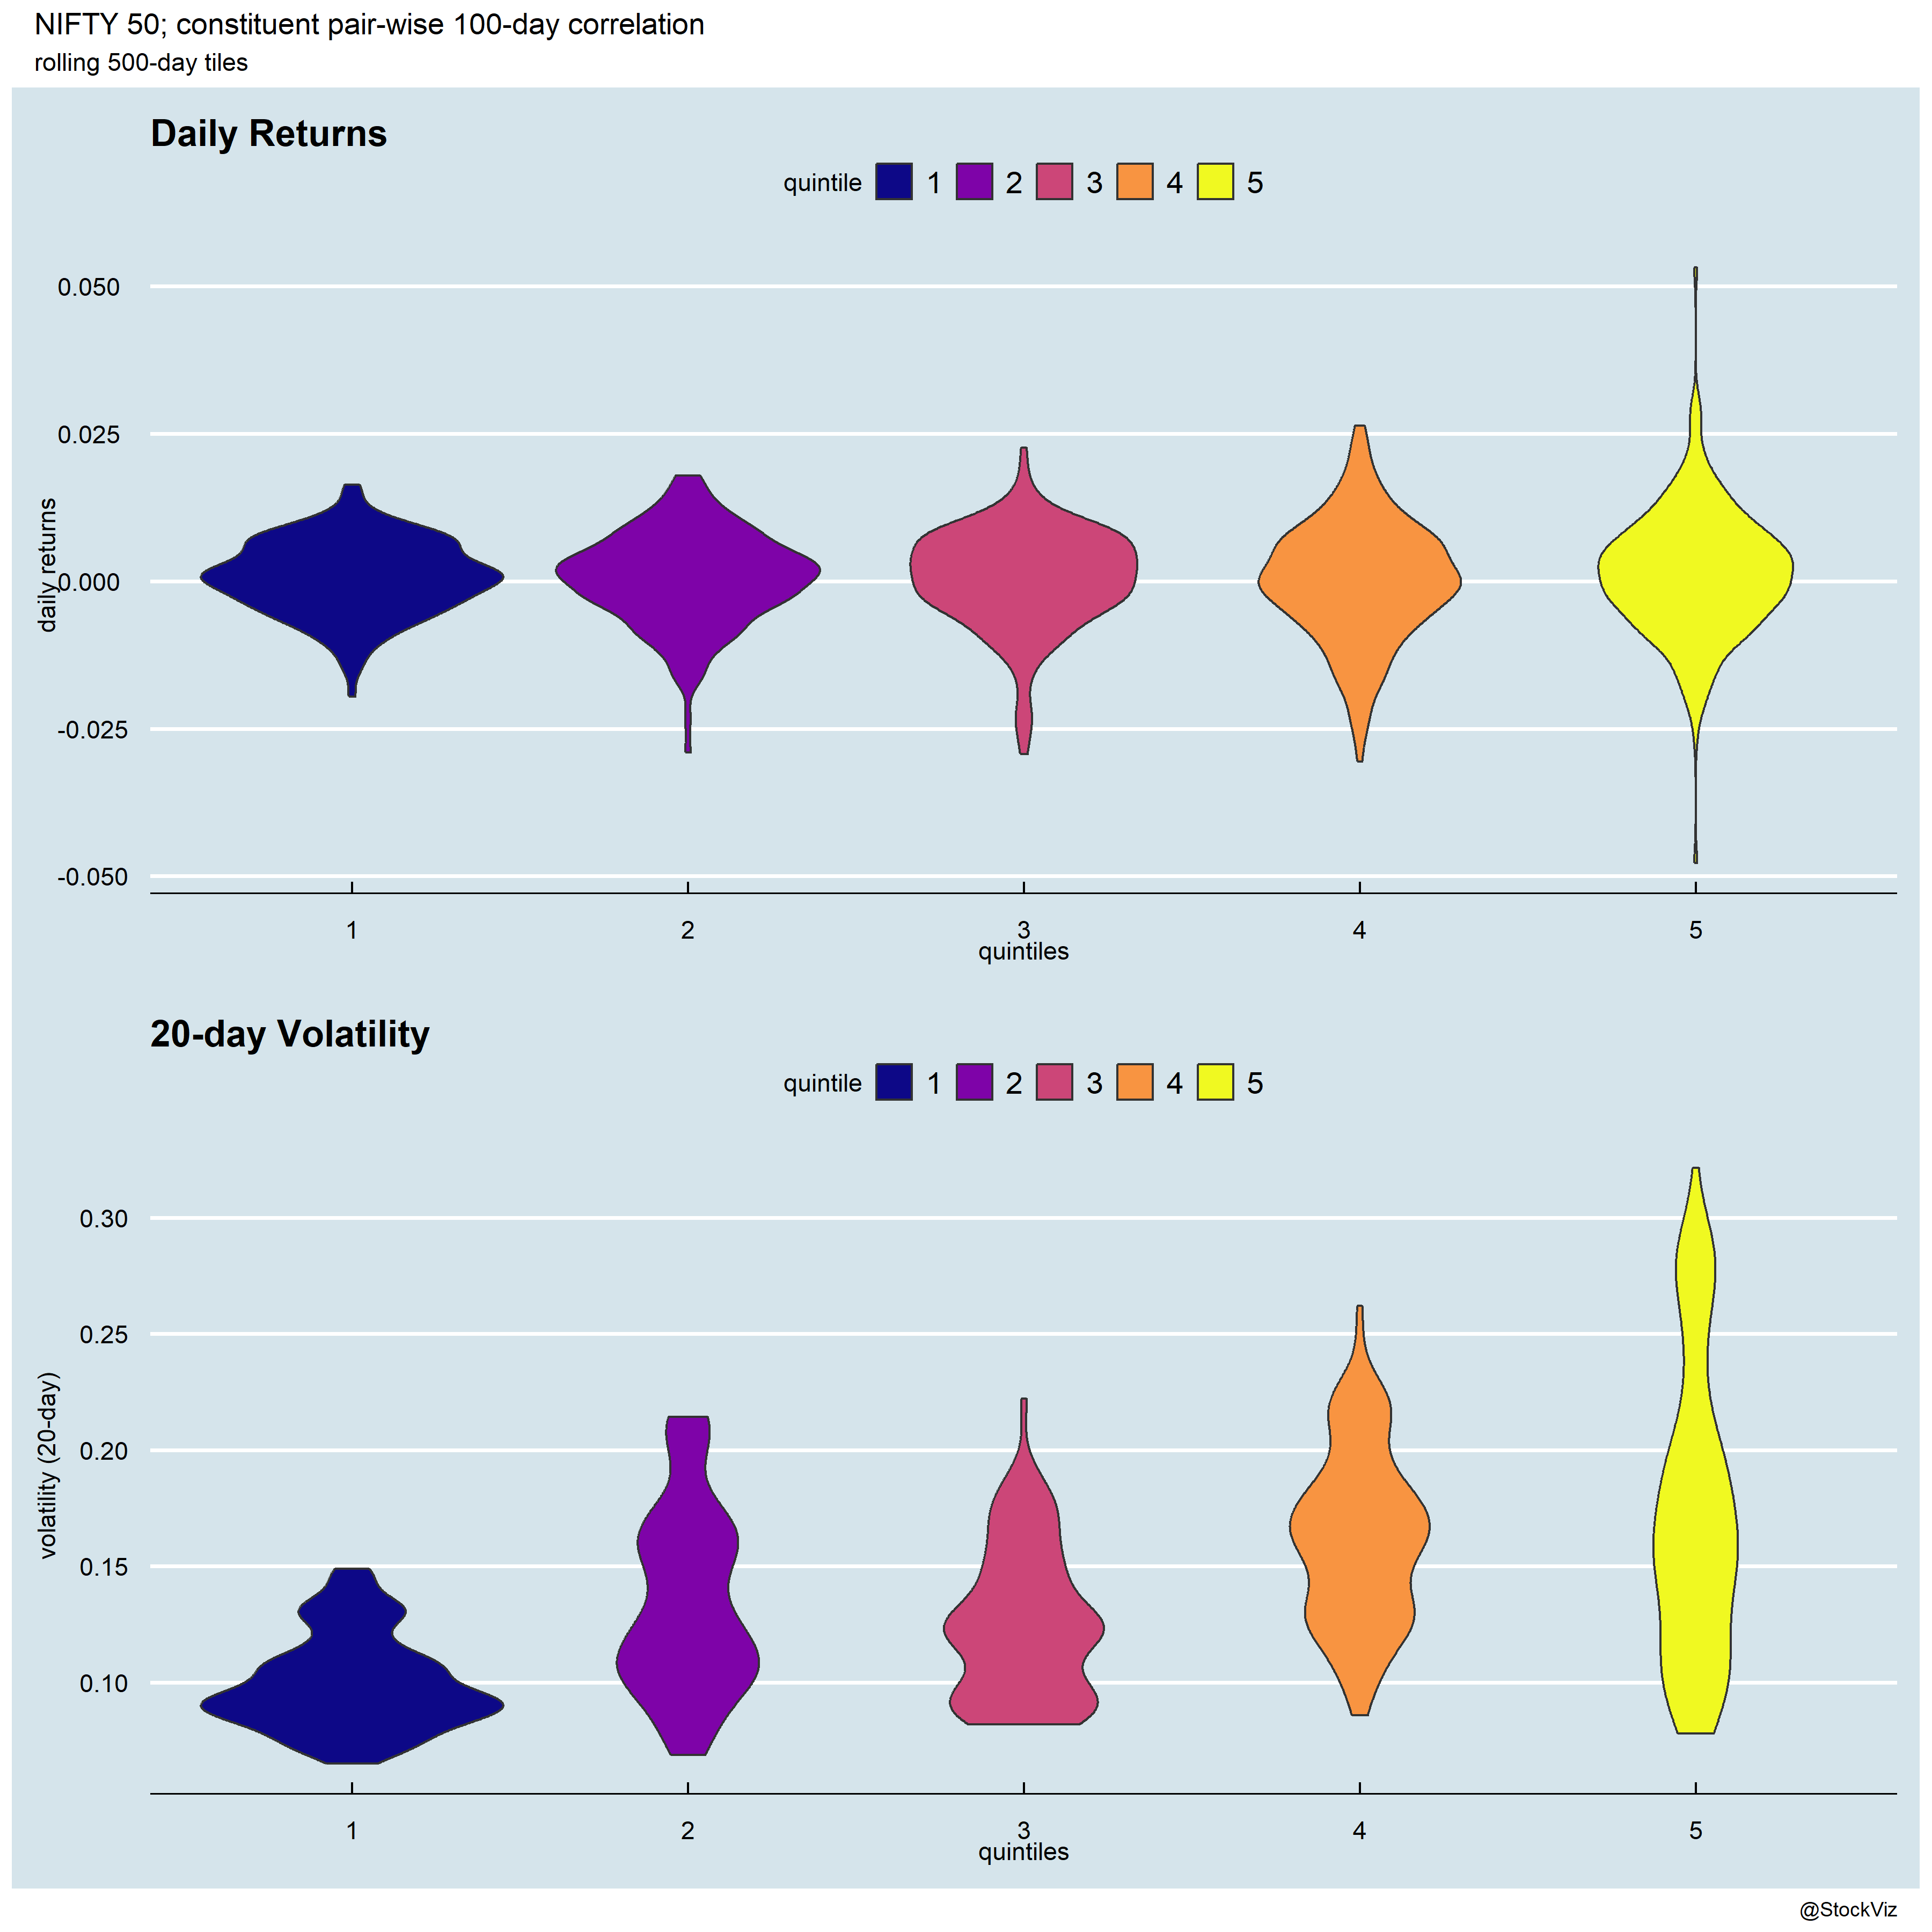 NIFTY 50; constituent pair-wise 100-day correlation
rolling 500-day tiles
Daily Returns
quintile 1 2 3 4 5
daily returns
0.050
0.025
0.000
-0.025
-0.050
1 2 3 4 5
quintiles
20-day Volatility
quintile 1 2 3 4 5
volatility (20-day)
0.30
0.25
0.20
0.15
0.10
1 2 3 4 5
quintiles
@StockViz